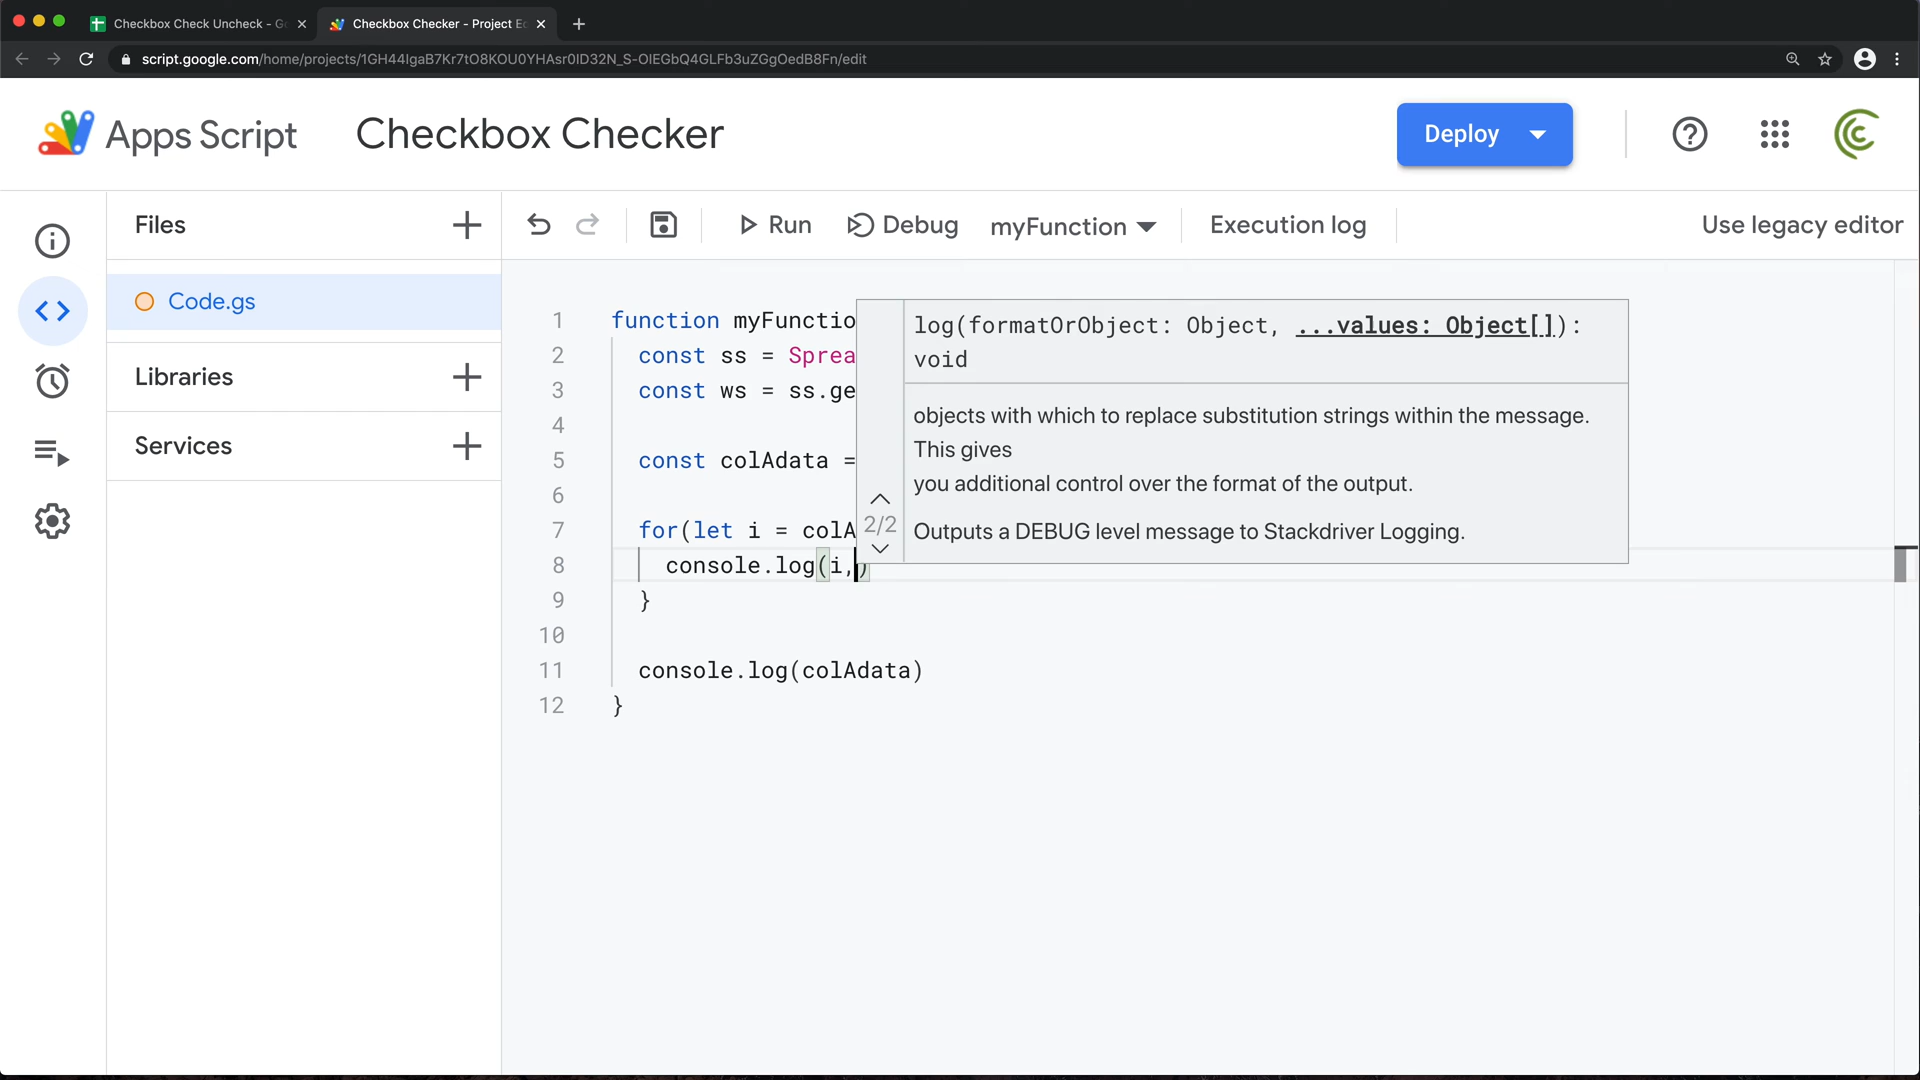 Checkbox Check Uncheck - G
Checkbox Checker - Project E
script.google.com/home/projects/1GH44IgaB7Kr7tO8KOU0YHAsr0ID32N_S-OIEGbQ4GLFb3uZGgOedB8Fn/edit
Apps Script
Checkbox Checker
Deploy
Files
Run
Debug
myFunction
Execution log
Use legacy editor
Code.gs
Libraries
Services
1 function myFunctio
2 const ss = Sprea
3 const ws = ss.ge
4
5 const colAdata =
6
7 for(let i = colA
8 console.log(i,)
9 }
10
11 console.log(colAdata)
12 }
log(formatOrObject: Object, ...values: Object[]):
void
objects with which to replace substitution strings within the message.
This gives
you additional control over the format of the output.
2/2
Outputs a DEBUG level message to Stackdriver Logging.